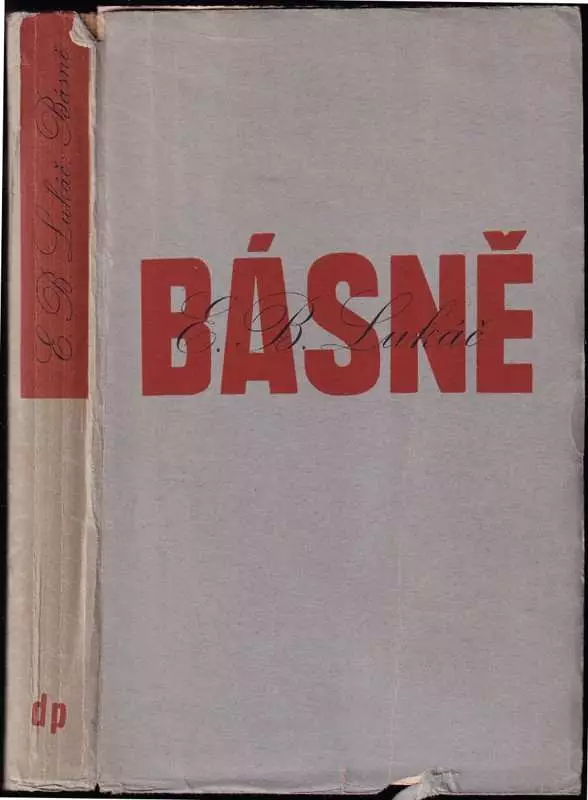 E. B. Lukáč: Básně
dp
BÁSNĚ
E. B. Lukáč